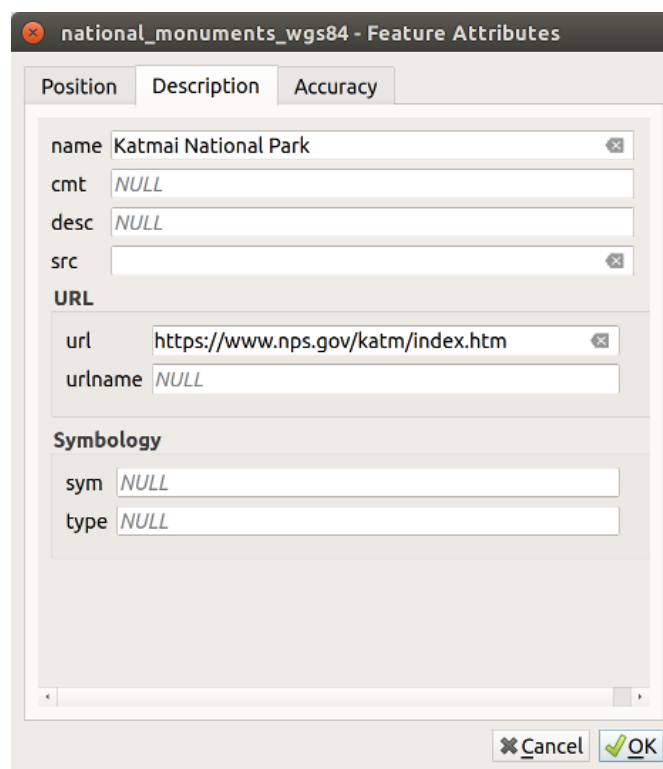 national_monuments_wgs84 - Feature Attributes
Position Description Accuracy
name Katmai National Park
cmt NULL
desc NULL
src
URL
url https://www.nps.gov/katm/index.htm
urlname NULL
Symbology
sym NULL
type NULL
Cancel OK